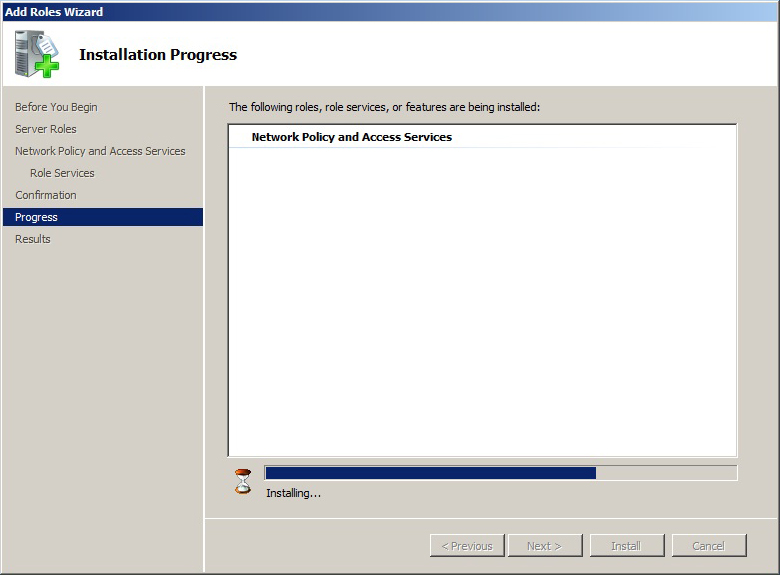 Add Roles Wizard
Installation Progress
Before You Begin
Server Roles
Network Policy and Access Services
Role Services
Confirmation
Progress
Results
The following roles, role services, or features are being installed:
Network Policy and Access Services
Installing...
< Previous
Next >
Install
Cancel